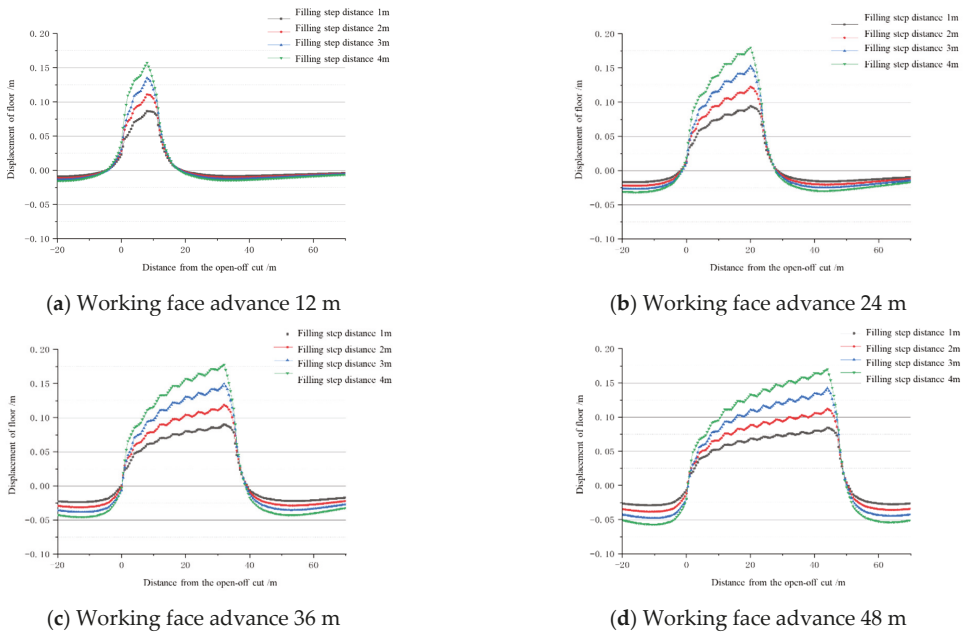 Filling step distance 1m
Filling step distance 2m
Filling step distance 3m
Filling step distance 4m
0.20
0.15
0.10
0.05
0.00
−0.05
−0.10
Displacement of floor/m
−20 0 20 40 60
Distance from the open-off cut /m
(a) Working face advance 12 m
Filling step distance 1m
Filling step distance 2m
Filling step distance 3m
Filling step distance 4m
0.20
0.15
0.10
0.05
0.00
−0.05
−0.10
Displacement of floor/m
−20 0 20 40 60
Distance from the open-off cut /m
(b) Working face advance 24 m
Filling step distance 1m
Filling step distance 2m
Filling step distance 3m
Filling step distance 4m
0.20
0.15
0.10
0.05
0.00
−0.05
−0.10
Displacement of floor/m
−20 0 20 40 60
Distance from the open-off cut /m
(c) Working face advance 36 m
Filling step distance 1m
Filling step distance 2m
Filling step distance 3m
Filling step distance 4m
0.20
0.15
0.10
0.05
0.00
−0.05
−0.10
Displacement of floor/m
−20 0 20 40 60
Distance from the open-off cut /m
(d) Working face advance 48 m